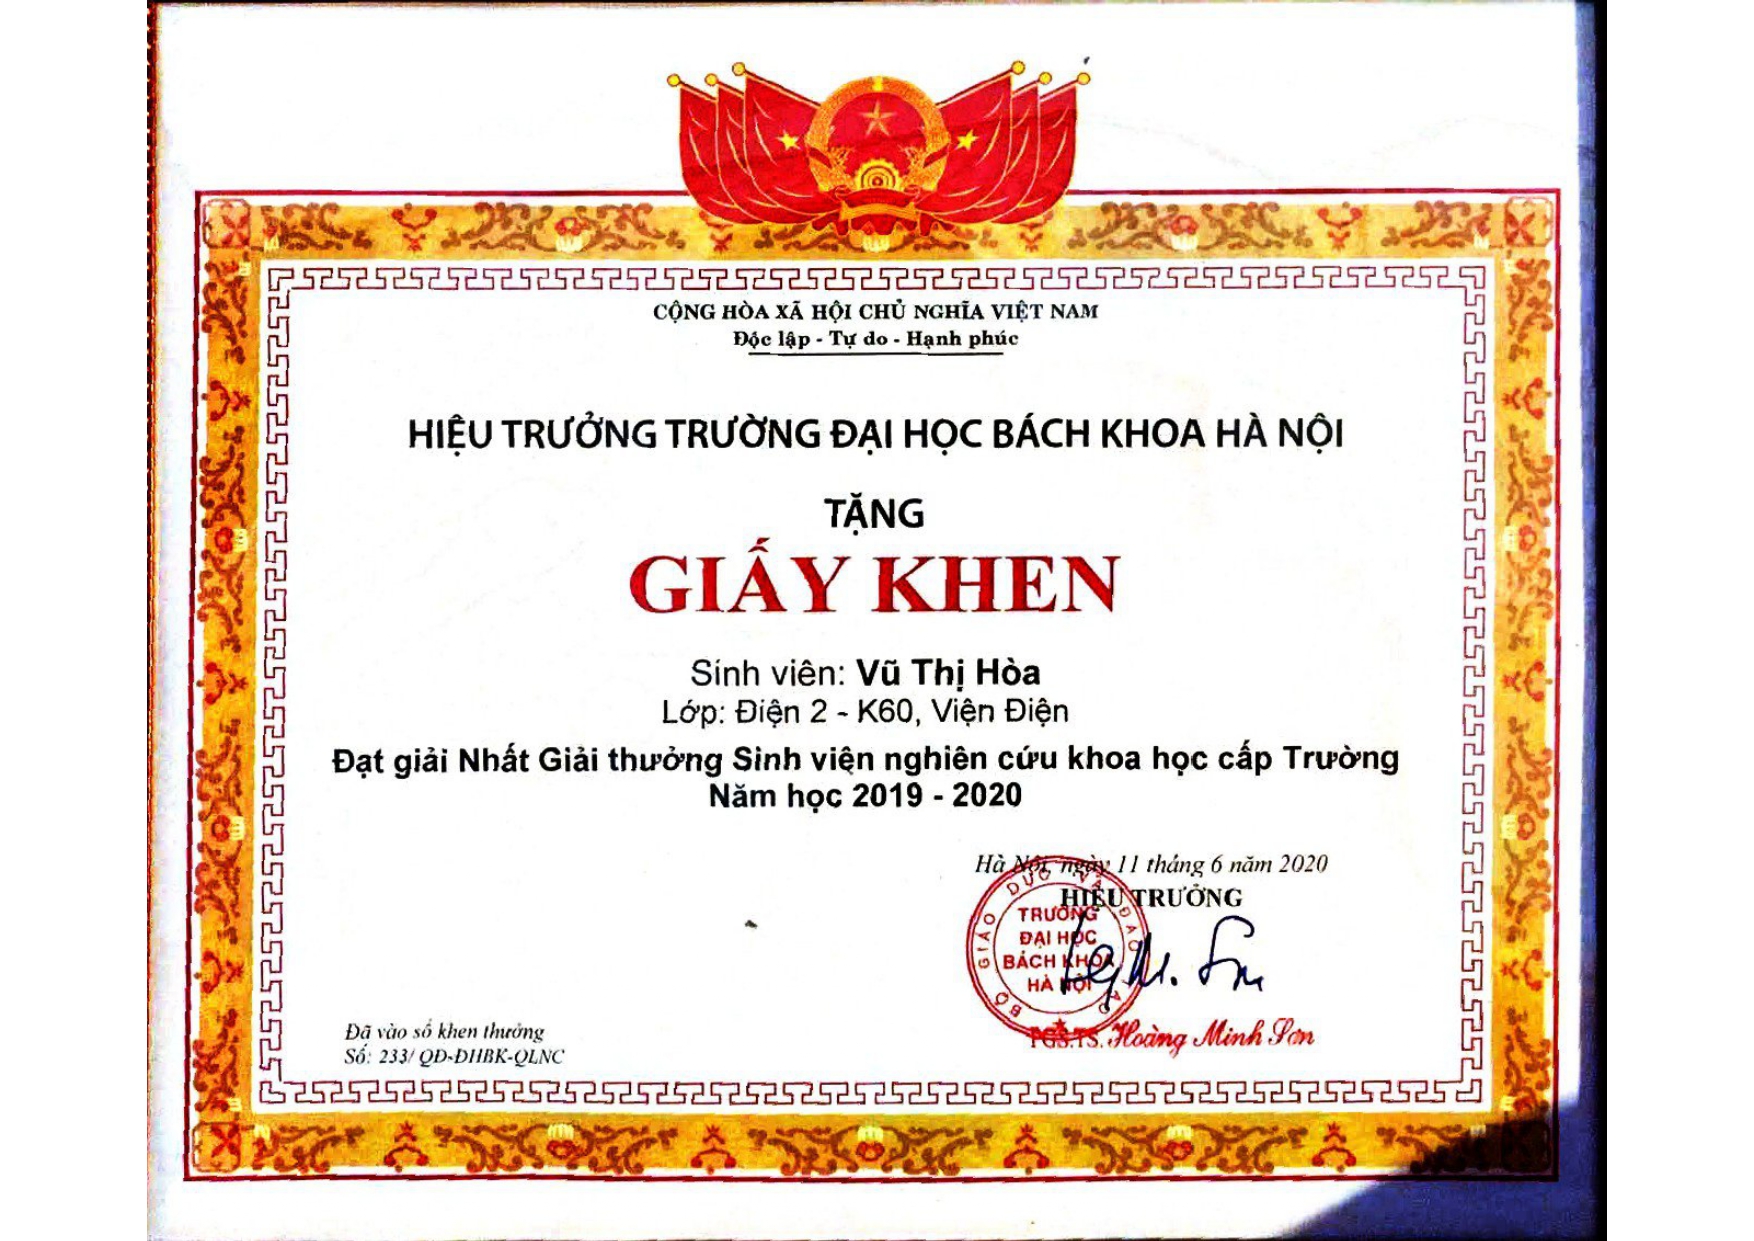 CỘNG HÒA XÃ HỘI CHỦ NGHĨA VIỆT NAM
Độc lập - Tự do - Hạnh phúc
HIỆU TRƯỞNG TRƯỜNG ĐẠI HỌC BÁCH KHOA HÀ NỘI
TẶNG
GIẤY KHEN
Sinh viên: Vũ Thị Hòa
Lớp: Điện 2 - K60, Viện Điện
Đạt giải Nhất Giải thưởng Sinh viên nghiên cứu khoa học cấp Trường
Năm học 2019 - 2020
Hà Nội, ngày 11 tháng 6 năm 2020
HIỆU TRƯỞNG
BỘ GIÁO DỤC VÀ ĐÀO TẠO
TRƯỜNG
ĐẠI HỌC
BÁCH KHOA
HÀ NỘI
PGS.TS. Hoàng Minh Sơn
Đã vào sổ khen thưởng
Số: 233/ QĐ-ĐHBK-QLNC